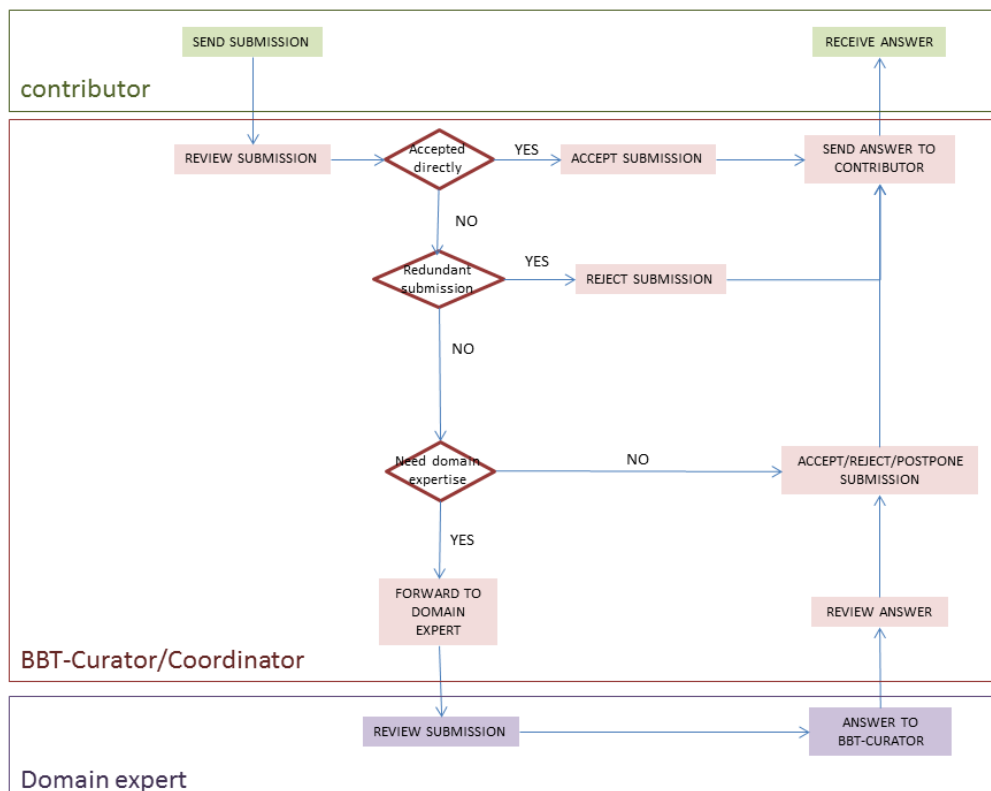 SEND SUBMISSION
RECEIVE ANSWER
contributor
REVIEW SUBMISSION
Accepted
directly
YES
ACCEPT SUBMISSION
SEND ANSWER TO
CONTRIBUTOR
NO
Redundant
submission
YES
REJECT SUBMISSION
NO
Need domain
expertise
NO
ACCEPT/REJECT/POSTPONE
SUBMISSION
YES
FORWARD TO
DOMAIN
EXPERT
REVIEW ANSWER
BBT-Curator/Coordinator
REVIEW SUBMISSION
ANSWER TO
BBT-CURATOR
Domain expert